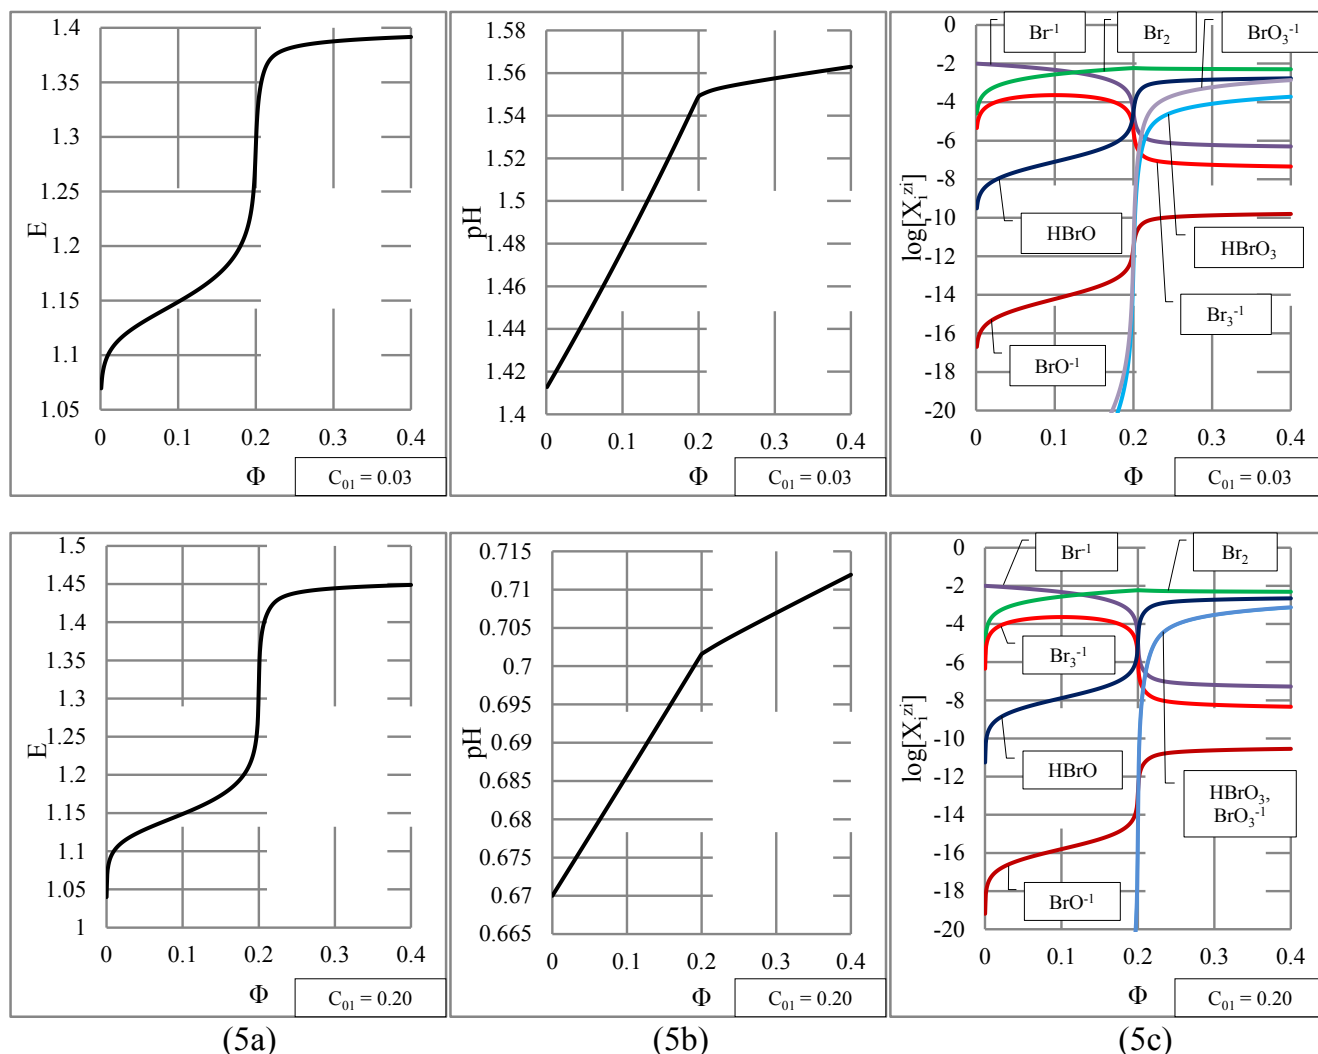 1.4
1.35
1.3
1.25
1.2
1.15
1.1
1.05
E
0 0.1 0.2 0.3 0.4
Φ
C01 = 0.03
1.58
1.56
1.54
1.52
1.5
1.48
1.46
1.44
1.42
1.4
pH
0 0.1 0.2 0.3 0.4
Φ
C01 = 0.03
0
-2
-4
-6
-8
-10
-12
-14
-16
-18
-20
log[Xi^zi]
Br-1
Br2
BrO3-1
HBrO
HBrO3
Br3-1
BrO-1
0 0.1 0.2 0.3 0.4
Φ
C01 = 0.03
1.5
1.45
1.4
1.35
1.3
1.25
1.2
1.15
1.1
1.05
1
E
0 0.1 0.2 0.3 0.4
Φ
C01 = 0.20
(5a)
0.715
0.71
0.705
0.7
0.695
0.69
0.685
0.68
0.675
0.67
0.665
pH
0 0.1 0.2 0.3 0.4
Φ
C01 = 0.20
(5b)
0
-2
-4
-6
-8
-10
-12
-14
-16
-18
-20
log[Xi^zi]
Br-1
Br2
Br3-1
HBrO
HBrO3,
BrO3-1
BrO-1
0 0.1 0.2 0.3 0.4
Φ
C01 = 0.20
(5c)